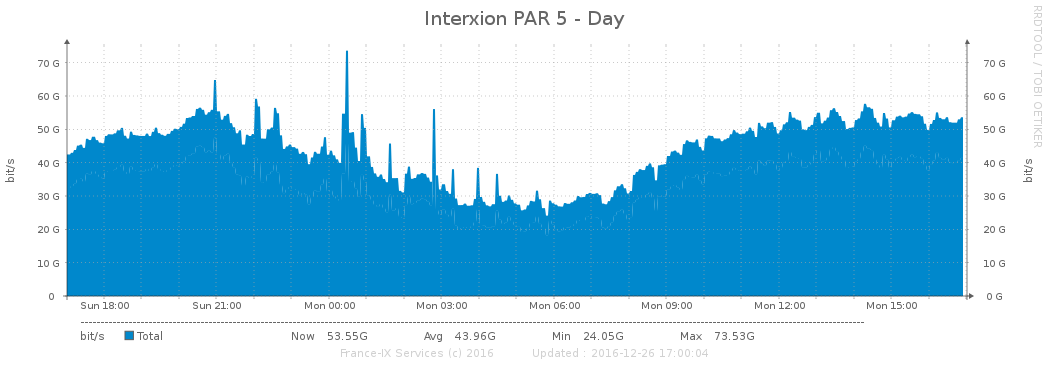 Interxion PAR 5 - Day
RRDTOOL / TOBI OETIKER
bit/s
70 G 70 G
60 G 60 G
50 G 50 G
40 G 40 G
30 G 30 G
20 G 20 G
10 G 10 G
0 0 G
bit/s
Sun 18:00 Sun 21:00 Mon 00:00 Mon 03:00 Mon 06:00 Mon 09:00 Mon 12:00 Mon 15:00
bit/s Total Now 53.55G Avg 43.96G Min 24.05G Max 73.53G
France-IX Services (c) 2016 Updated : 2016-12-26 17:00:04